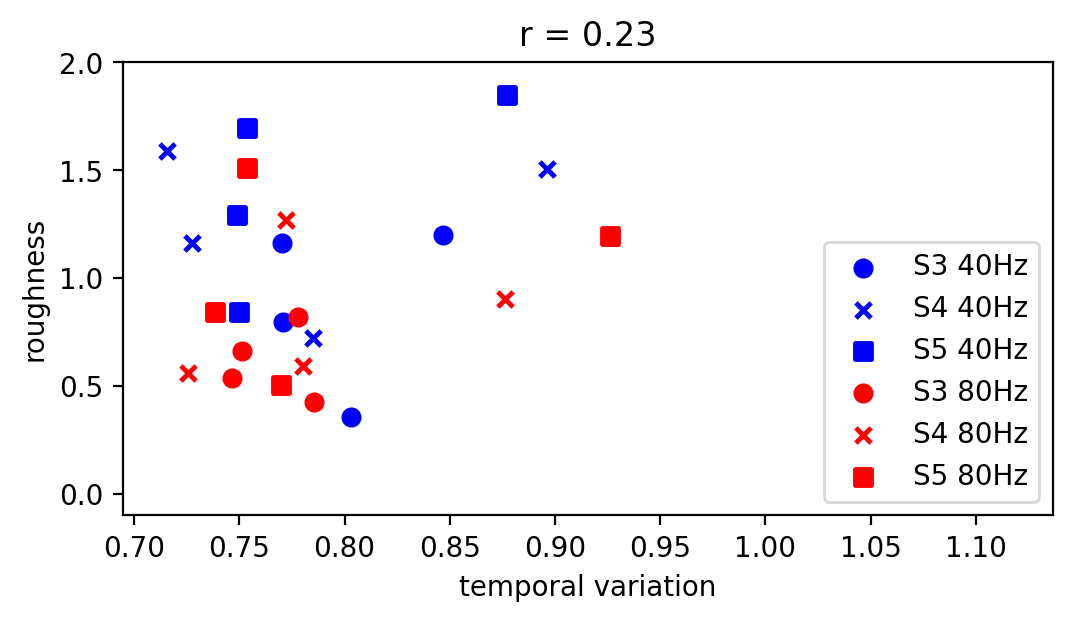 r = 0.23
2.0
1.5
1.0
0.5
0.0
roughness
S3 40Hz
S4 40Hz
S5 40Hz
S3 80Hz
S4 80Hz
S5 80Hz
0.70 0.75 0.80 0.85 0.90 0.95 1.00 1.05 1.10
temporal variation